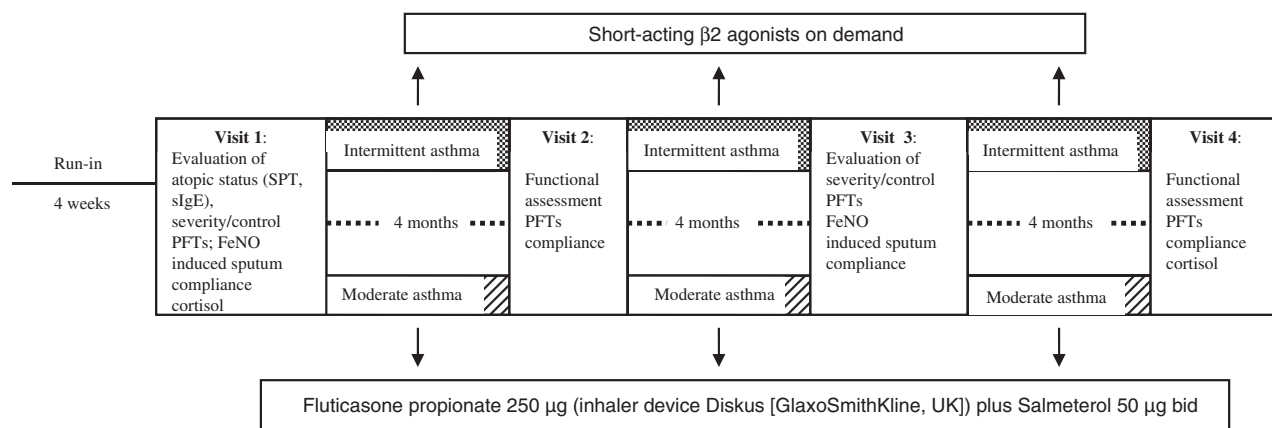 Short-acting β2 agonists on demand
Run-in
4 weeks
Visit 1:
Evaluation of
atopic status (SPT,
sIgE),
severity/control
PFTs; FeNO
induced sputum
compliance
cortisol
Intermittent asthma
4 months
Moderate asthma
Visit 2:
Functional
assessment
PFTs
compliance
Intermittent asthma
4 months
Moderate asthma
Visit 3:
Evaluation of
severity/control
PFTs
FeNO
induced sputum
compliance
Intermittent asthma
4 months
Moderate asthma
Visit 4:
Functional
assessment
PFTs
compliance
cortisol
Fluticasone propionate 250 µg (inhaler device Diskus [GlaxoSmithKline, UK]) plus Salmeterol 50 µg bid